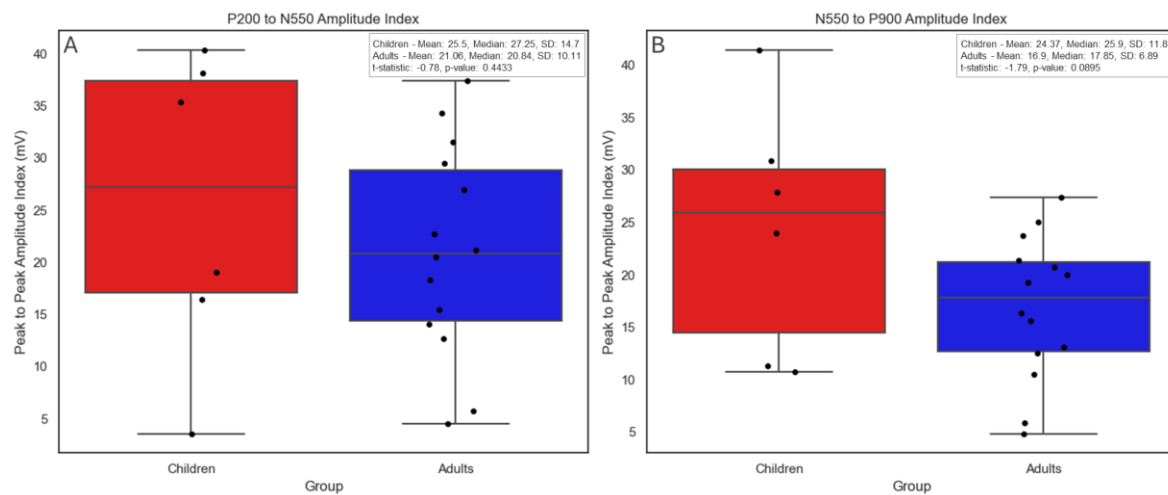 P200 to N550 Amplitude Index
A
Children - Mean: 25.5, Median: 27.25, SD: 14.7
Adults - Mean: 21.06, Median: 20.84, SD: 10.11
t-statistic: -0.78, p-value: 0.4433
Peak to Peak Amplitude Index (mV)
40
35
30
25
20
15
10
5
Children
Adults
Group
N550 to P900 Amplitude Index
B
Children - Mean: 24.37, Median: 25.9, SD: 11.8
Adults - Mean: 16.9, Median: 17.85, SD: 6.89
t-statistic: -1.79, p-value: 0.0895
Peak to Peak Amplitude Index (mV)
40
35
30
25
20
15
10
5
Children
Adults
Group